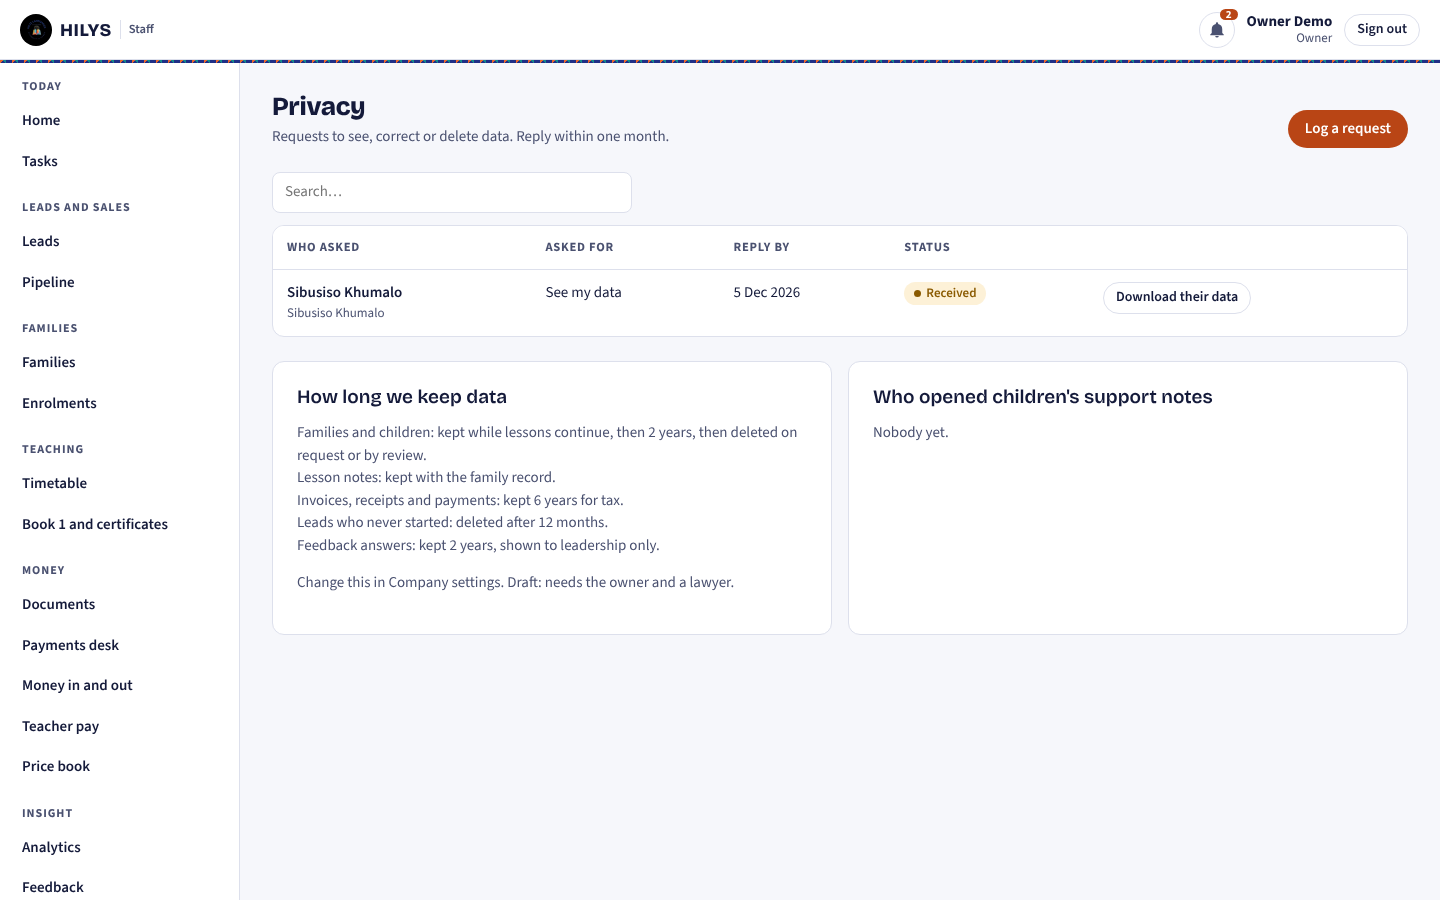 HILYS
Staff
2
Owner Demo
Owner
Sign out
TODAY
Home
Tasks
LEADS AND SALES
Leads
Pipeline
FAMILIES
Families
Enrolments
TEACHING
Timetable
Book 1 and certificates
MONEY
Documents
Payments desk
Money in and out
Teacher pay
Price book
INSIGHT
Analytics
Feedback
Privacy
Requests to see, correct or delete data. Reply within one month.
Log a request
Search…
WHO ASKED ASKED FOR REPLY BY STATUS
Sibusiso Khumalo See my data 5 Dec 2026 Received Download their data
Sibusiso Khumalo
How long we keep data
Families and children: kept while lessons continue, then 2 years, then deleted on
request or by review.
Lesson notes: kept with the family record.
Invoices, receipts and payments: kept 6 years for tax.
Leads who never started: deleted after 12 months.
Feedback answers: kept 2 years, shown to leadership only.
Change this in Company settings. Draft: needs the owner and a lawyer.
Who opened children's support notes
Nobody yet.